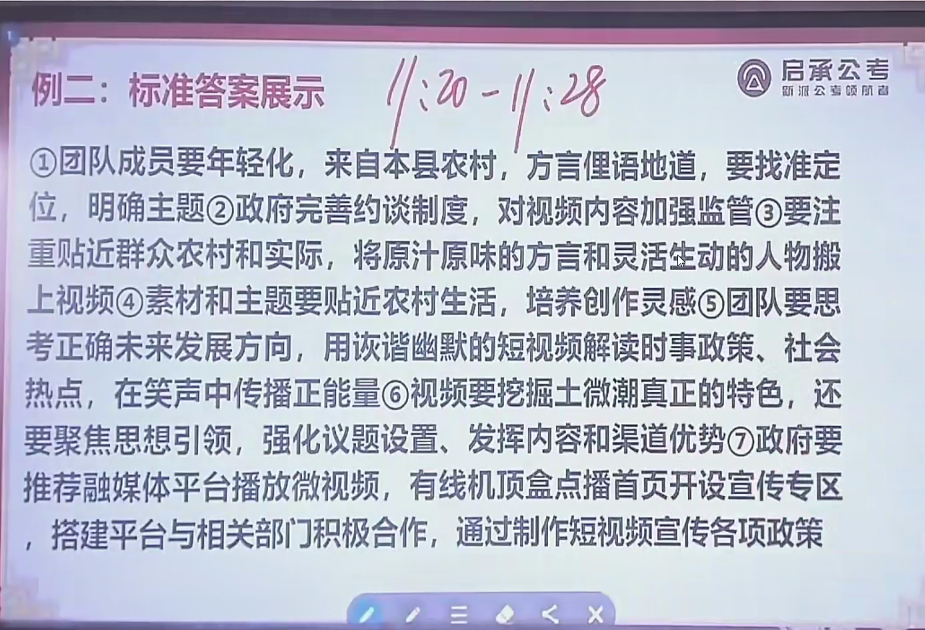 例二：标准答案展示
11:20-11:28
启承公考
新派公考领航者
①团队成员要年轻化，来自本县农村，方言俚语地道，要找准定
位，明确主题②政府完善约谈制度，对视频内容加强监管③要注
重贴近群众农村和实际，将原汁原味的方言和灵活生动的人物搬
上视频④素材和主题要贴近农村生活，培养创作灵感⑤团队要思
考正确未来发展方向，用诙谐幽默的短视频解读时事政策、社会
热点，在笑声中传播正能量⑥视频要挖掘土微潮真正的特色，还
要聚焦思想引领，强化议题设置、发挥内容和渠道优势⑦政府要
推荐融媒体平台播放微视频，有线机顶盒点播首页开设宣传专区
，搭建平台与相关部门积极合作，通过制作短视频宣传各项政策